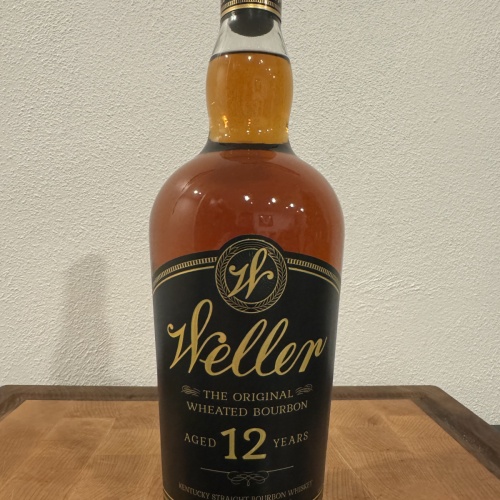 W
Weller
THE ORIGINAL
WHEATED BOURBON
AGED 12 YEARS
KENTUCKY STRAIGHT BOURBON WHISKEY